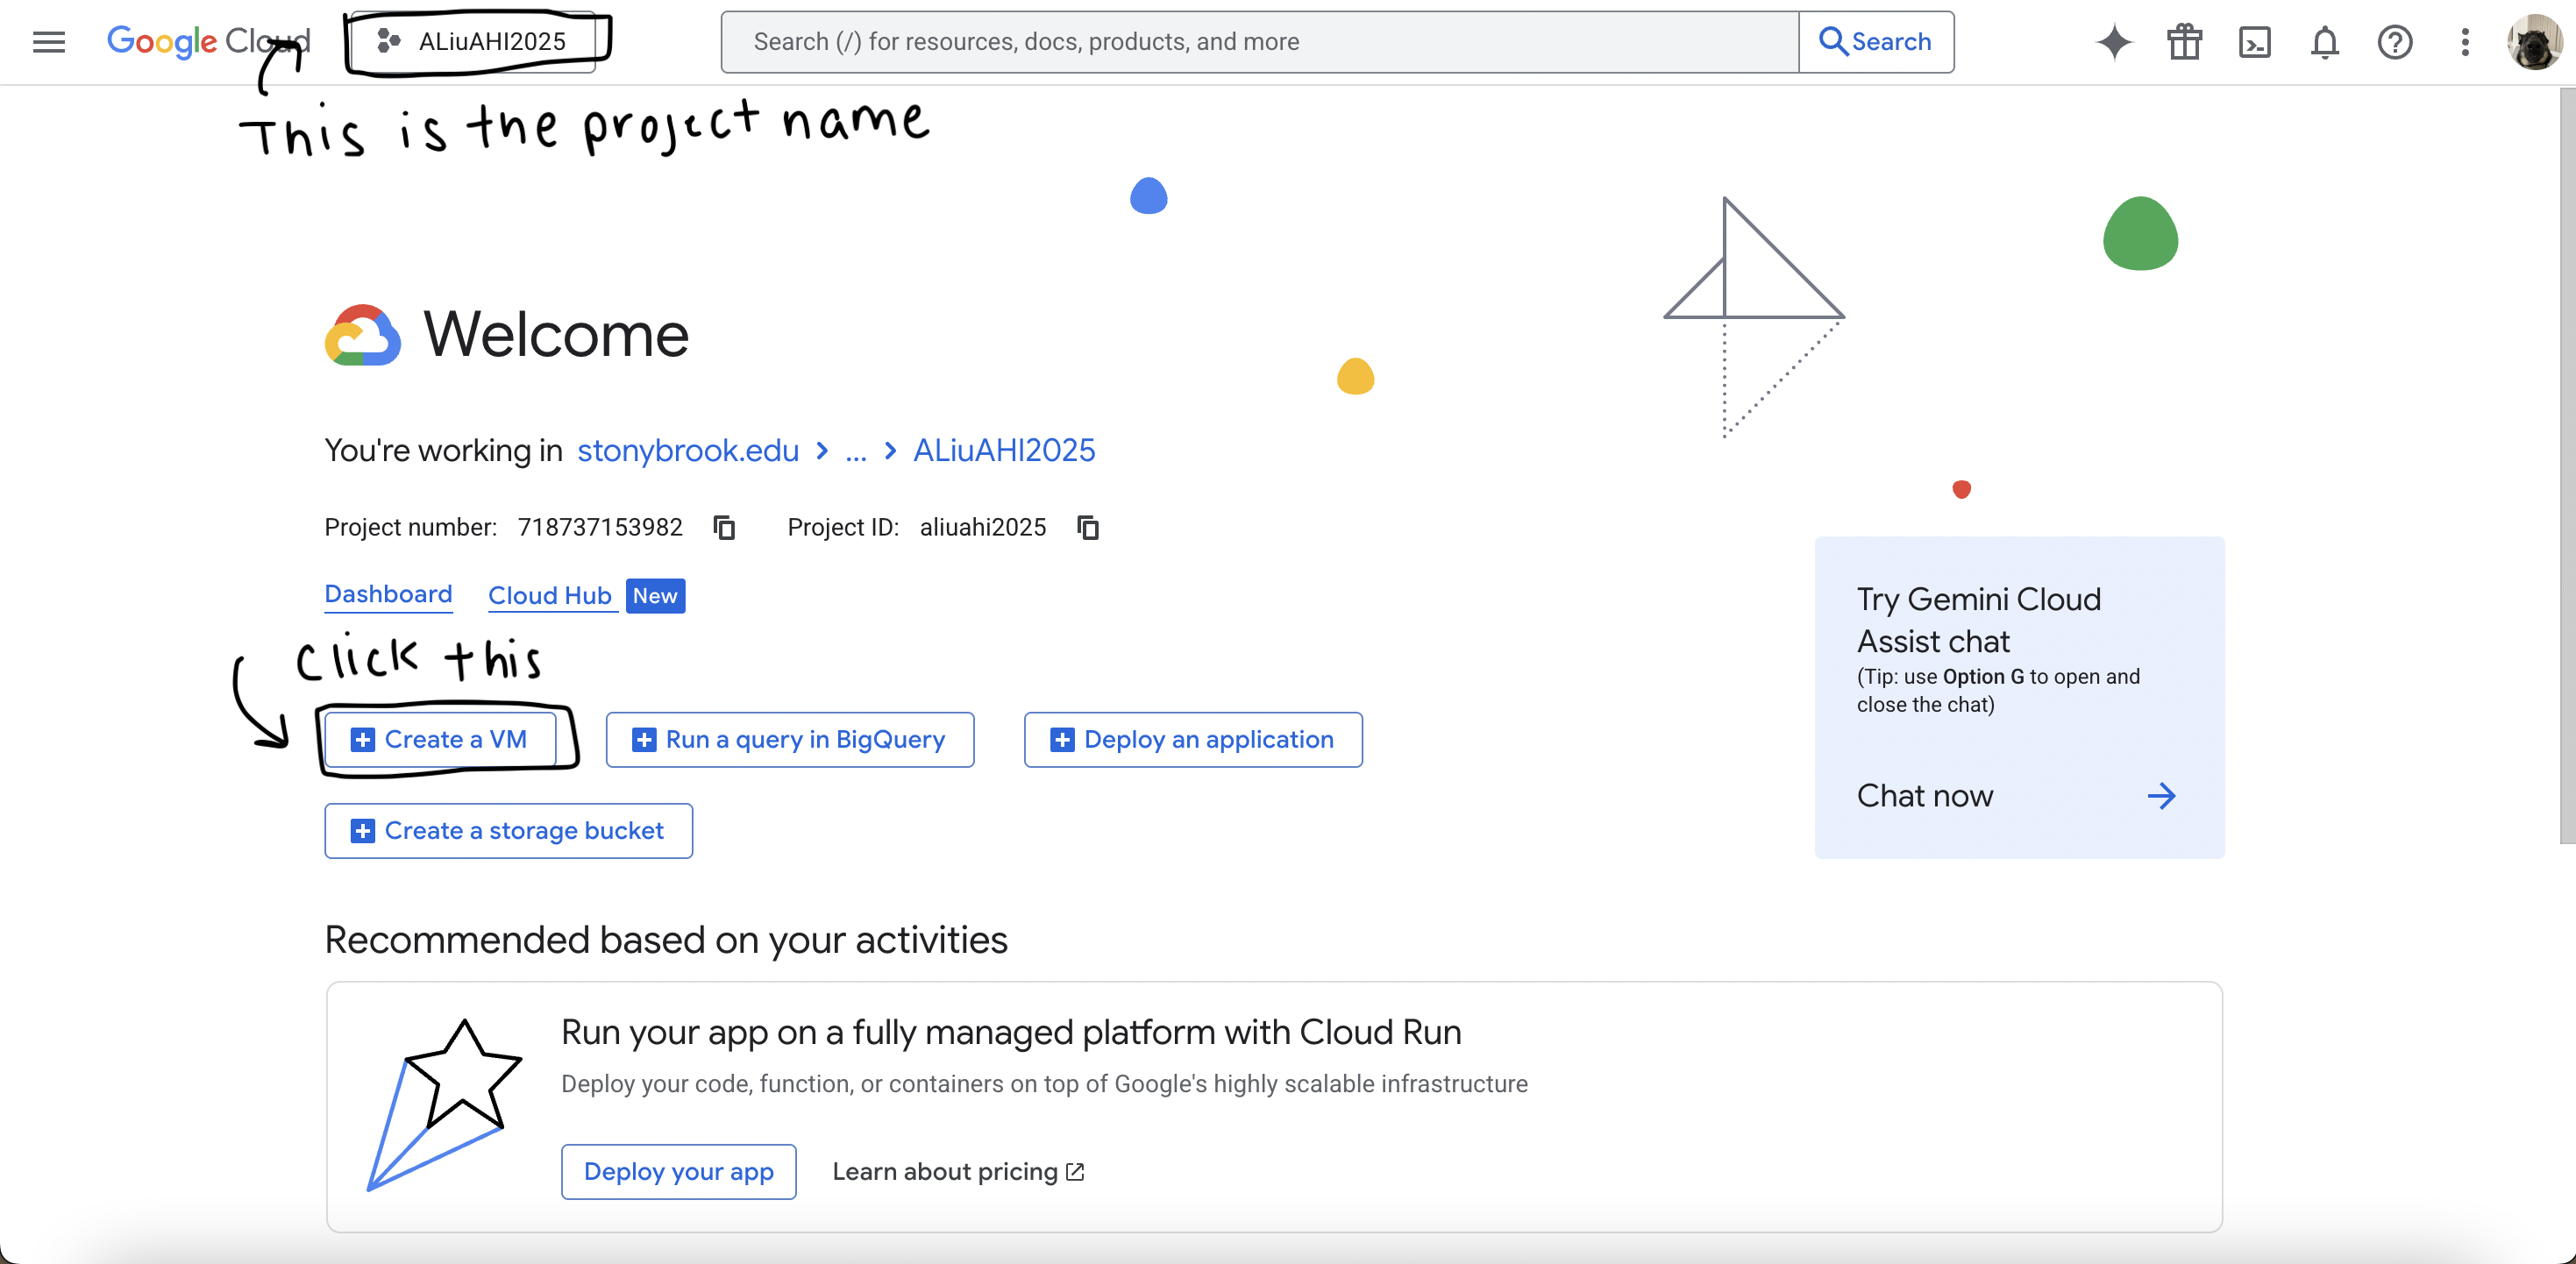 Google Cloud
ALiuAHI2025
Search (/) for resources, docs, products, and more
Search
This is the project name
Welcome
You're working in stonybrook.edu > ... > ALiuAHI2025
Project number: 718737153982 Project ID: aliuahi2025
Dashboard Cloud Hub New
click this
Create a VM
Run a query in BigQuery
Deploy an application
Create a storage bucket
Try Gemini Cloud
Assist chat
(Tip: use Option G to open and
close the chat)
Chat now
Recommended based on your activities
Run your app on a fully managed platform with Cloud Run
Deploy your code, function, or containers on top of Google's highly scalable infrastructure
Deploy your app Learn about pricing